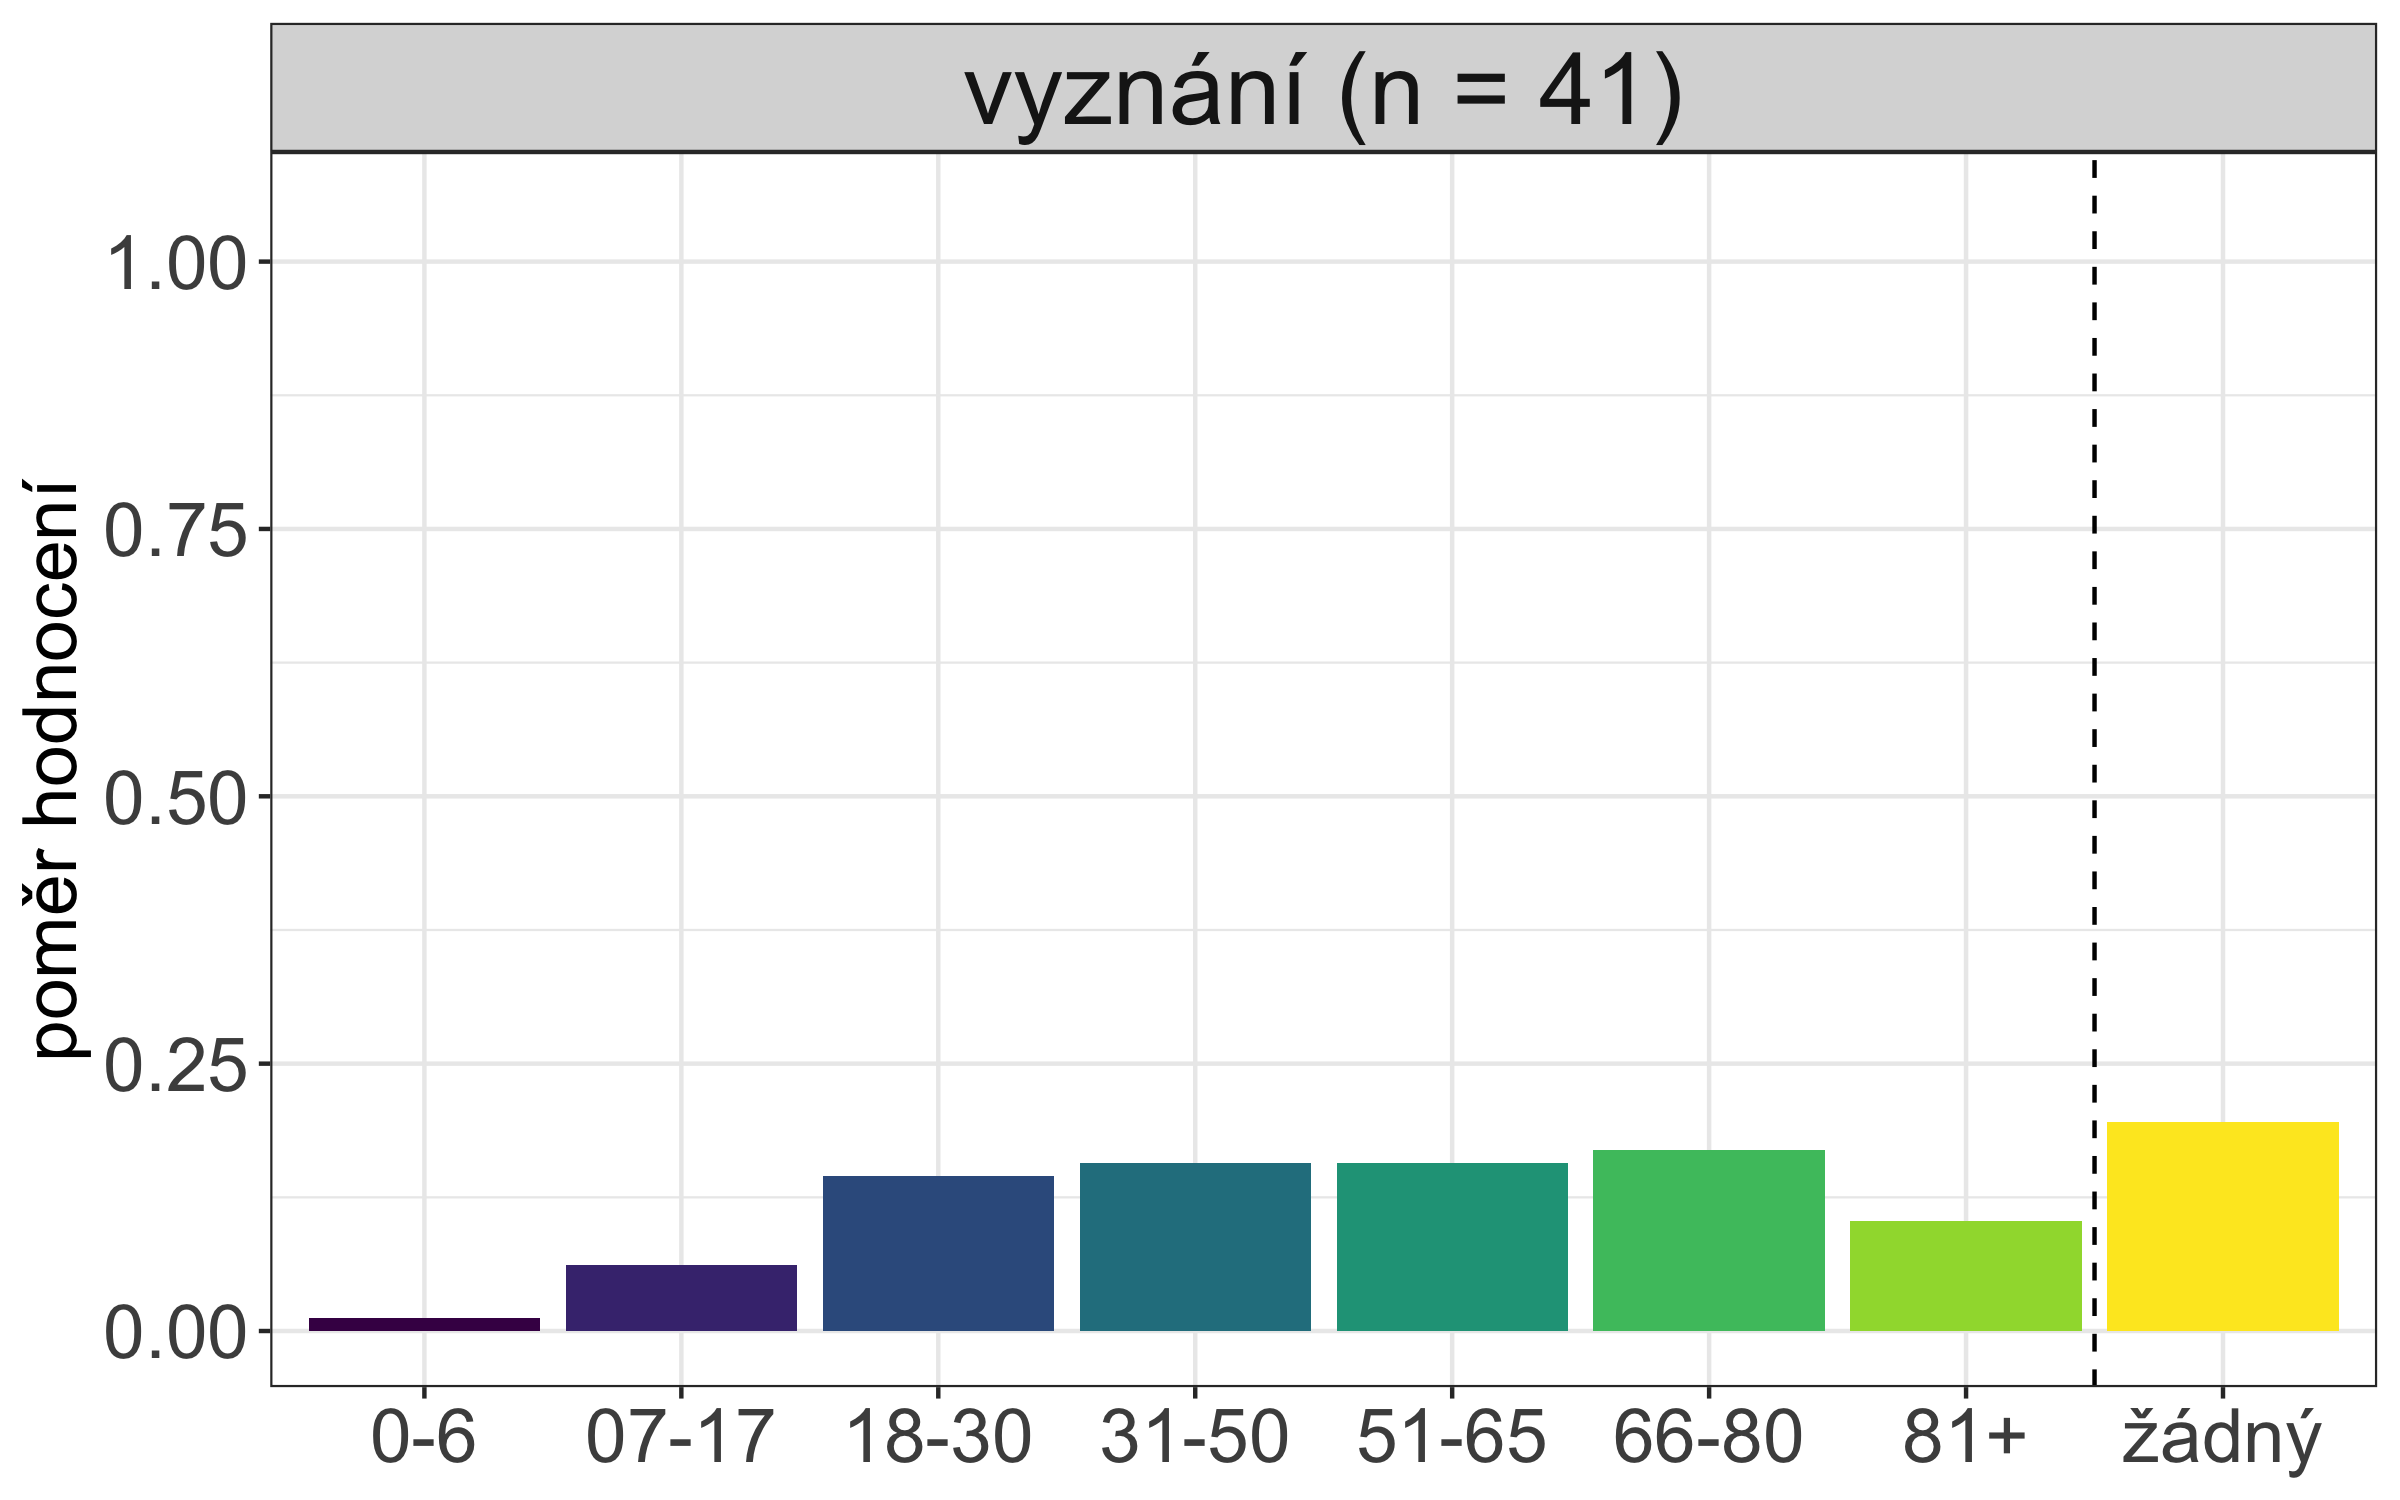 vyznání (n = 41)
poměr hodnocení
1.00
0.75
0.50
0.25
0.00
0-6 07-17 18-30 31-50 51-65 66-80 81+ žádný